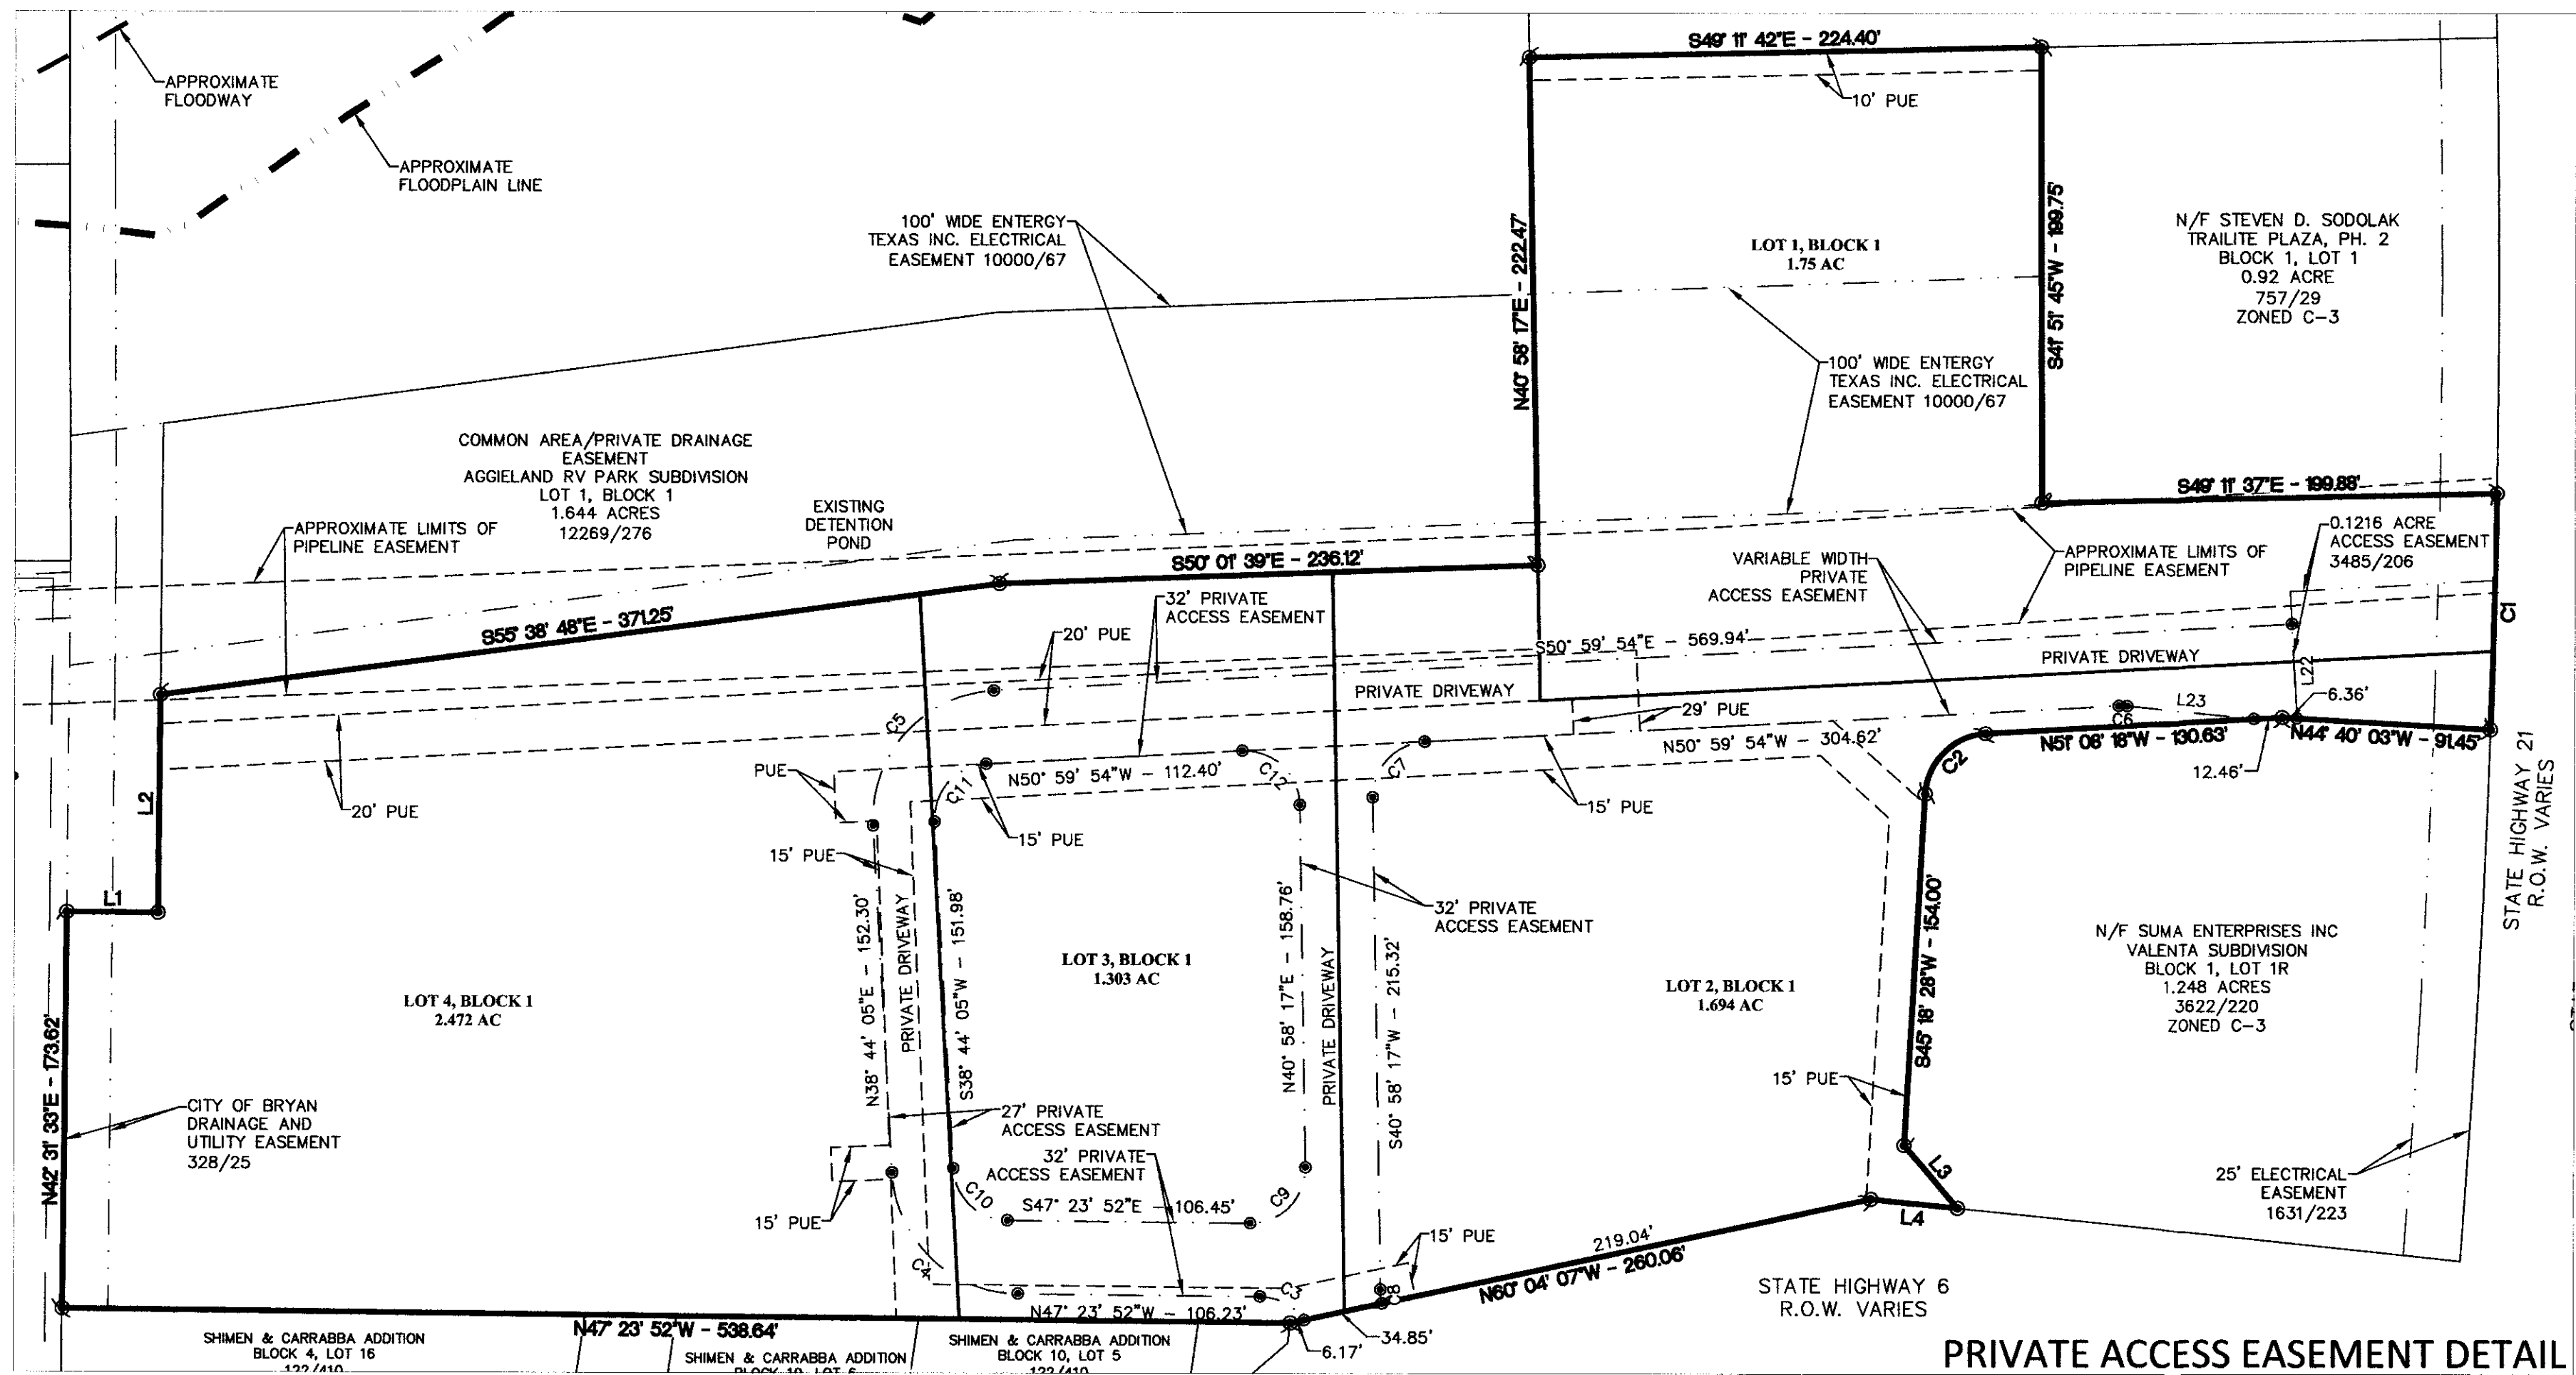 APPROXIMATE
FLOODWAY
APPROXIMATE
FLOODPLAIN LINE
S49° 11' 42"E - 224.40'
10' PUE
100' WIDE ENTERGY
TEXAS INC. ELECTRICAL
EASEMENT 10000/67
N40° 58' 17"E - 222.47'
LOT 1, BLOCK 1
1.75 AC
S41° 51' 45"W - 199.75'
N/F STEVEN D. SODOLAK
TRAILITE PLAZA, PH. 2
BLOCK 1, LOT 1
0.92 ACRE
757/29
ZONED C-3
100' WIDE ENTERGY
TEXAS INC. ELECTRICAL
EASEMENT 10000/67
COMMON AREA/PRIVATE DRAINAGE
EASEMENT
AGGIELAND RV PARK SUBDIVISION
LOT 1, BLOCK 1
1.644 ACRES
12269/276
EXISTING
DETENTION
POND
APPROXIMATE LIMITS OF
PIPELINE EASEMENT
S49° 11' 37"E - 199.88'
0.1216 ACRE
ACCESS EASEMENT
3485/206
VARIABLE WIDTH
PRIVATE
ACCESS EASEMENT
APPROXIMATE LIMITS OF
PIPELINE EASEMENT
S50° 01' 39"E - 236.12'
S55° 38' 48"E - 371.25'
32' PRIVATE
ACCESS EASEMENT
20' PUE
S50° 59' 54"E - 569.94'
PRIVATE DRIVEWAY
C1
L22
PRIVATE DRIVEWAY
L23
6.36'
C5
C6
29' PUE
N50° 59' 54"W - 304.62'
N51° 06' 18"W - 130.63'
N44° 40' 03"W - 91.45'
12.46'
STATE HIGHWAY 21
R.O.W. VARIES
C2
PUE
N50° 59' 54"W - 112.40'
C11
C12
C7
L2
20' PUE
15' PUE
15' PUE
15' PUE
L1
PRIVATE DRIVEWAY
N38° 44' 05"E - 152.30'
S38° 44' 05"W - 151.98'
32' PRIVATE
ACCESS EASEMENT
LOT 4, BLOCK 1
2.472 AC
LOT 3, BLOCK 1
1.303 AC
N40° 58' 17"E - 158.76'
PRIVATE DRIVEWAY
S40° 58' 17"W - 215.32'
LOT 2, BLOCK 1
1.694 AC
S45° 18' 28"W - 154.00'
N/F SUMA ENTERPRISES INC
VALENTA SUBDIVISION
BLOCK 1, LOT 1R
1.248 ACRES
3622/220
ZONED C-3
N42° 31' 33"E - 173.62'
CITY OF BRYAN
DRAINAGE AND
UTILITY EASEMENT
328/25
27' PRIVATE
ACCESS EASEMENT
32' PRIVATE
ACCESS EASEMENT
15' PUE
L3
25' ELECTRICAL
EASEMENT
1631/223
C10
S47° 23' 52"E - 106.45'
C9
15' PUE
L4
15' PUE
219.04'
N60° 04' 07"W - 260.06'
C4
C3
C8
N47° 23' 52"W - 106.23'
STATE HIGHWAY 6
R.O.W. VARIES
34.85'
6.17'
N47° 23' 52"W - 538.64'
SHIMEN & CARRABBA ADDITION
BLOCK 4, LOT 16
122/410
SHIMEN & CARRABBA ADDITION
BLOCK 10, LOT 6
SHIMEN & CARRABBA ADDITION
BLOCK 10, LOT 5
122/410
PRIVATE ACCESS EASEMENT DETAIL